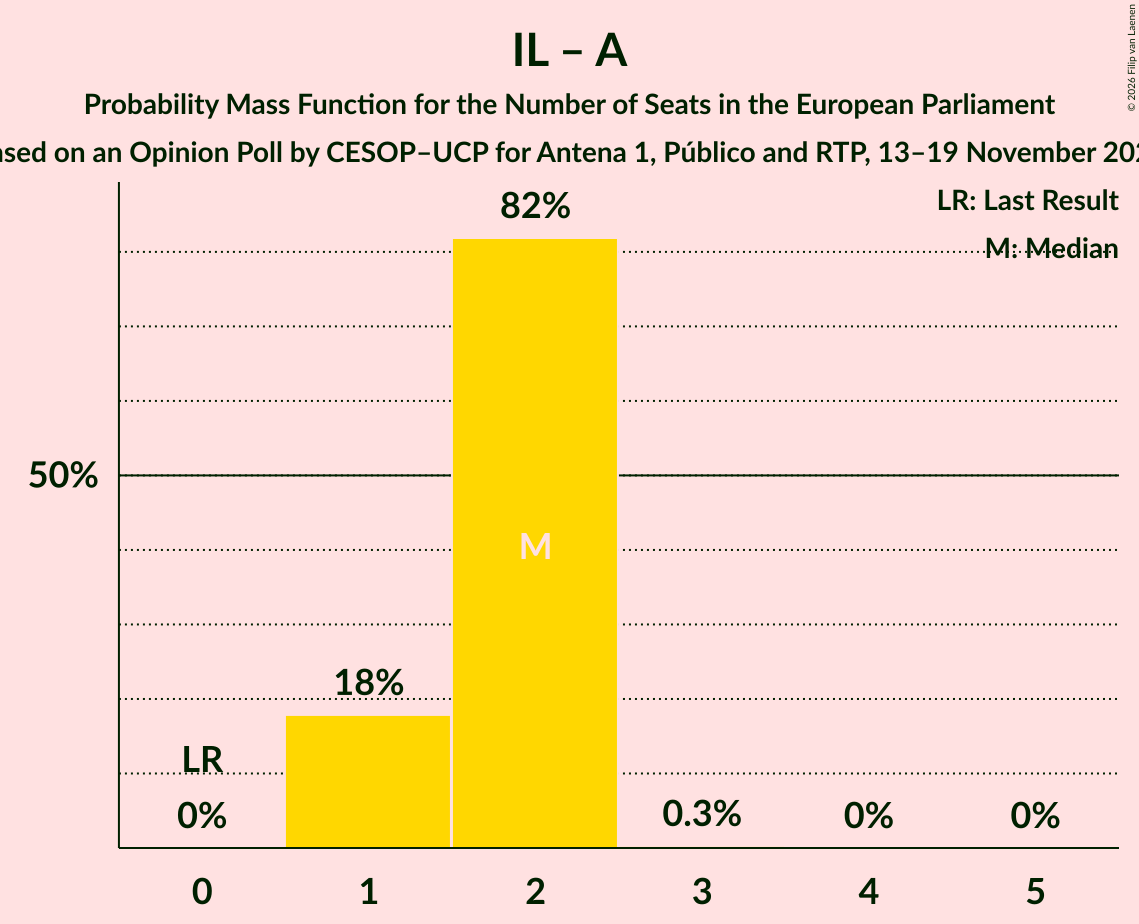 IL – A
Probability Mass Function for the Number of Seats in the European Parliament
on an Opinion Poll by CESOP–UCP for Antena 1, Público and RTP, 13–19 November
© 2026 Filip van Laenen
LR: Last Result
M: Median
82%
50%
M
18%
LR
0%
0.3%
0%
0%
0 1 2 3 4 5